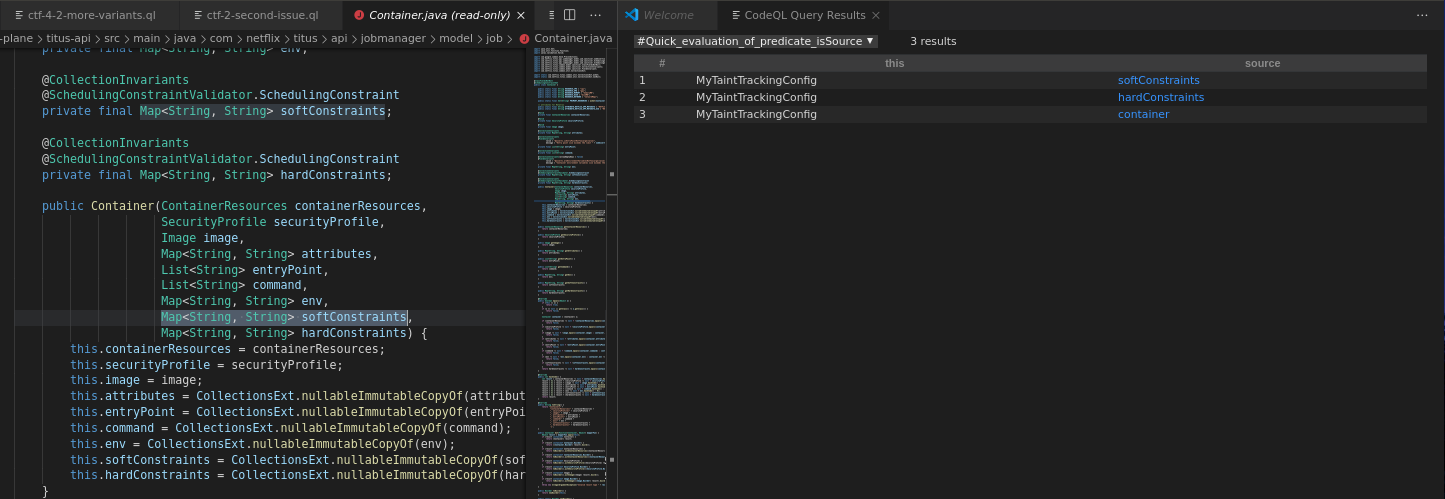 ctf-4-2-more-variants.ql
ctf-2-second-issue.ql
Container.java (read-only)
-plane > titus-api > src > main > java > com > netflix > titus > api > jobmanager > model > job > Container.java
private final Map<String, String> env;
@CollectionInvariants
@SchedulingConstraintValidator.SchedulingConstraint
private final Map<String, String> softConstraints;
@CollectionInvariants
@SchedulingConstraintValidator.SchedulingConstraint
private final Map<String, String> hardConstraints;
public Container(ContainerResources containerResources,
SecurityProfile securityProfile,
Image image,
Map<String, String> attributes,
List<String> entryPoint,
List<String> command,
Map<String, String> env,
Map<String, String> softConstraints,
Map<String, String> hardConstraints) {
this.containerResources = containerResources;
this.securityProfile = securityProfile;
this.image = image;
this.attributes = CollectionsExt.nullableImmutableCopyOf(attribut
this.entryPoint = CollectionsExt.nullableImmutableCopyOf(entryPoi
this.command = CollectionsExt.nullableImmutableCopyOf(command);
this.env = CollectionsExt.nullableImmutableCopyOf(env);
this.softConstraints = CollectionsExt.nullableImmutableCopyOf(sof
this.hardConstraints = CollectionsExt.nullableImmutableCopyOf(har
}
Welcome
CodeQL Query Results
#Quick_evaluation_of_predicate_isSource 3 results
# this source
1 MyTaintTrackingConfig softConstraints
2 MyTaintTrackingConfig hardConstraints
3 MyTaintTrackingConfig container